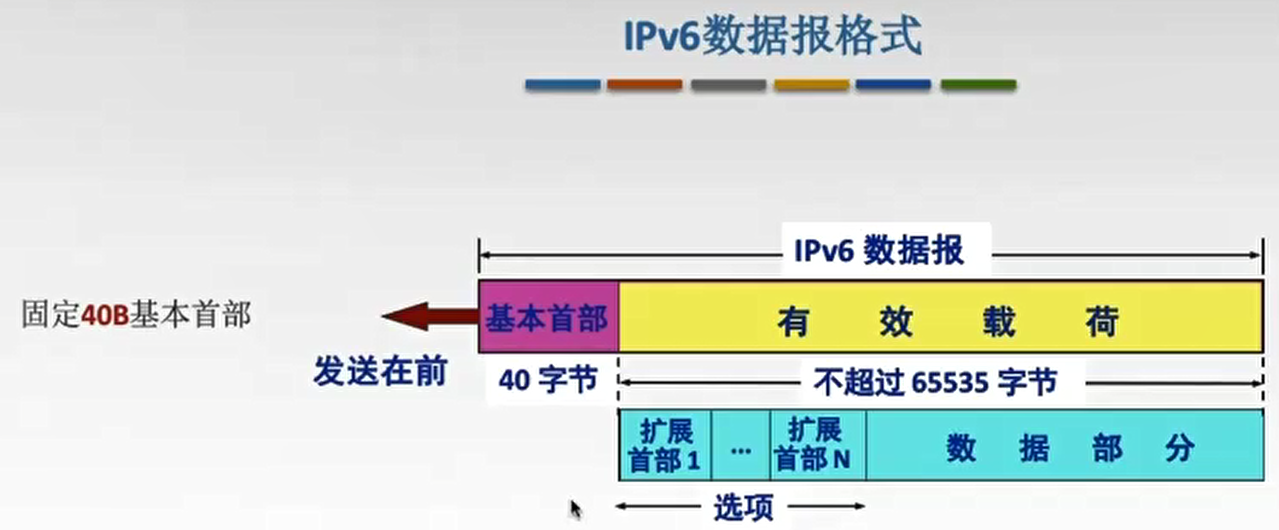 IPv6数据报格式
IPv6 数据报
固定40B基本首部
基本首部
有效载荷
发送在前
40 字节
不超过 65535 字节
扩展
首部 1
...
扩展
首部 N
数据部分
选项